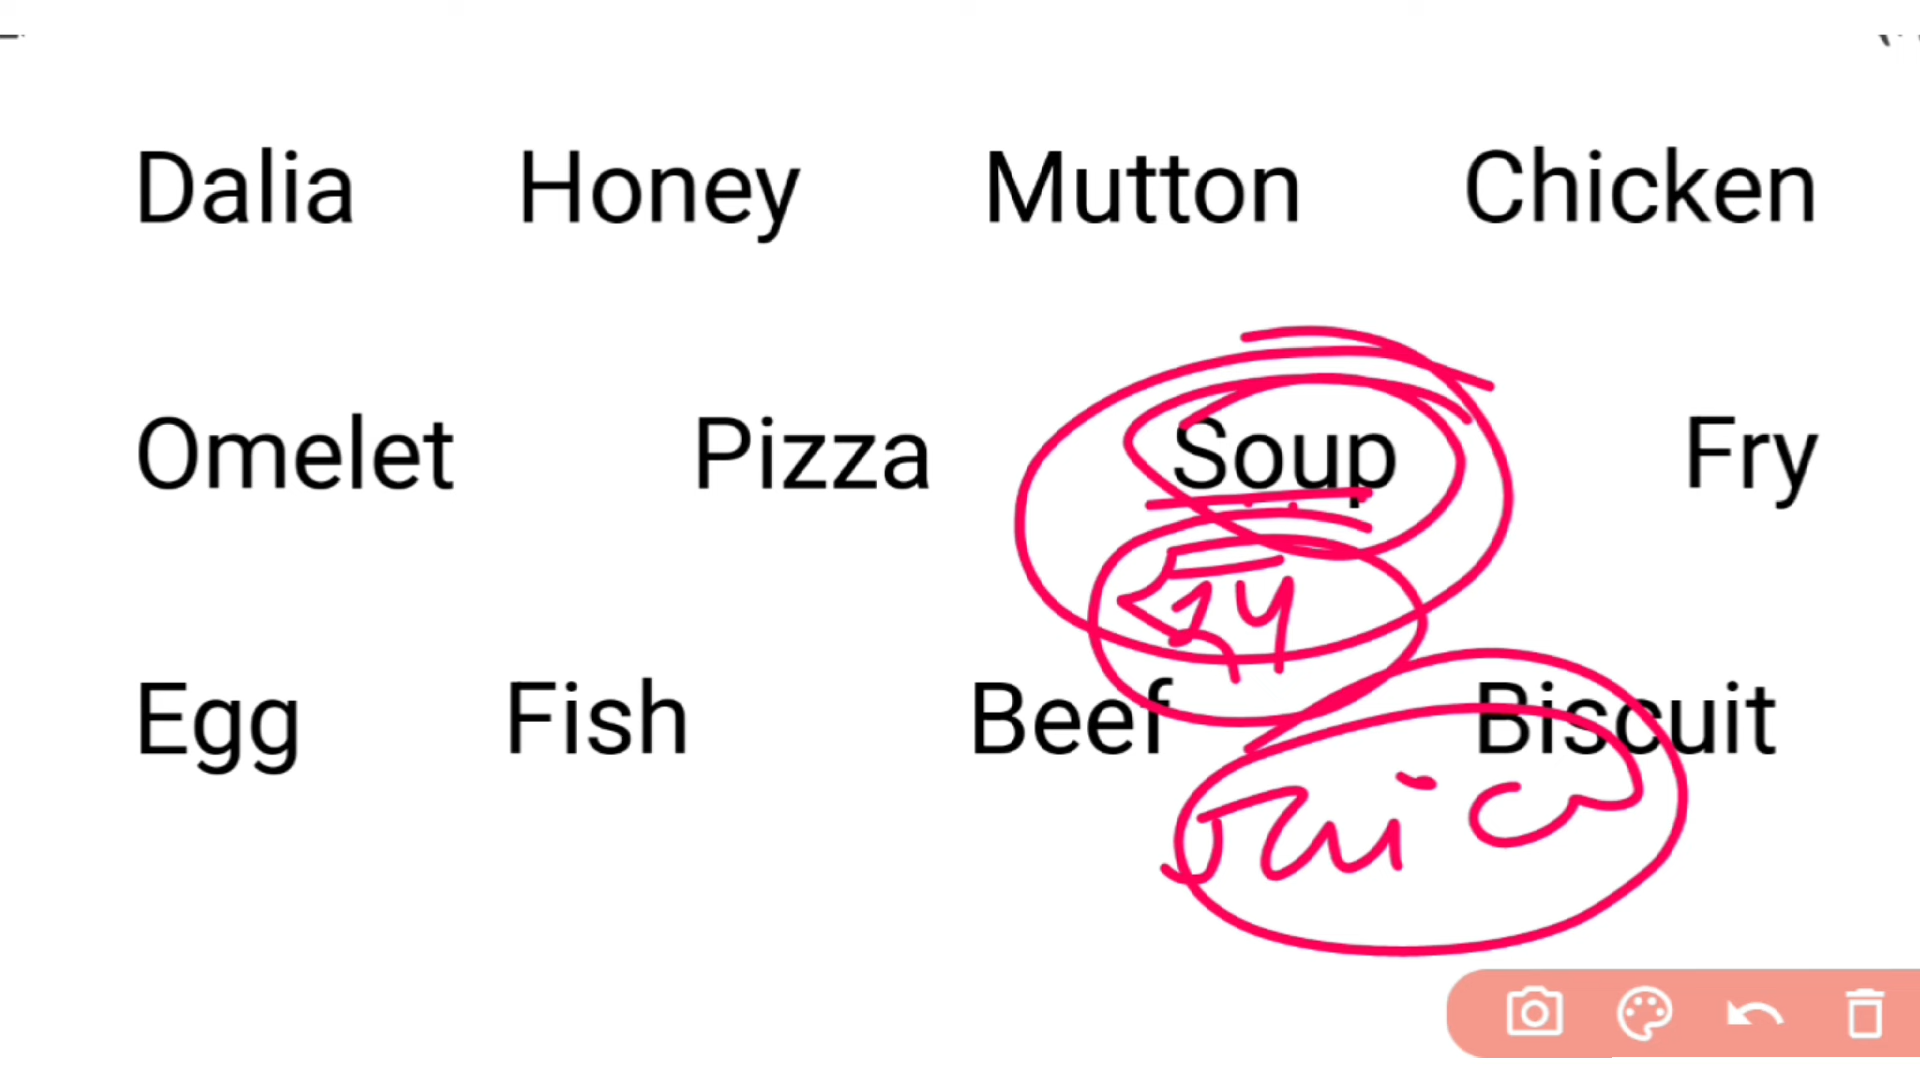 Dalia Honey Mutton Chicken
Omelet Pizza Soup Fry
Egg Fish Beef Biscuit